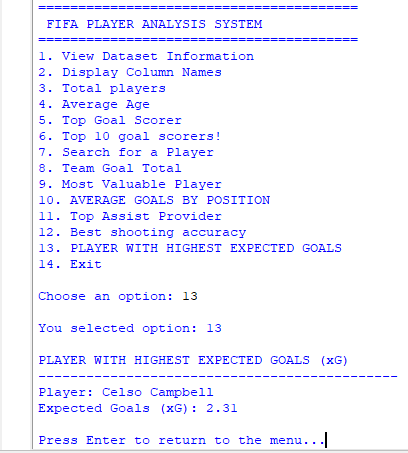 ========================================
FIFA PLAYER ANALYSIS SYSTEM
========================================
1. View Dataset Information
2. Display Column Names
3. Total players
4. Average Age
5. Top Goal Scorer
6. Top 10 goal scorers!
7. Search for a Player
8. Team Goal Total
9. Most Valuable Player
10. AVERAGE GOALS BY POSITION
11. Top Assist Provider
12. Best shooting accuracy
13. PLAYER WITH HIGHEST EXPECTED GOALS
14. Exit
Choose an option: 13
You selected option: 13
PLAYER WITH HIGHEST EXPECTED GOALS (xG)
---------------------------------------------
Player: Celso Campbell
Expected Goals (xG): 2.31
Press Enter to return to the menu...